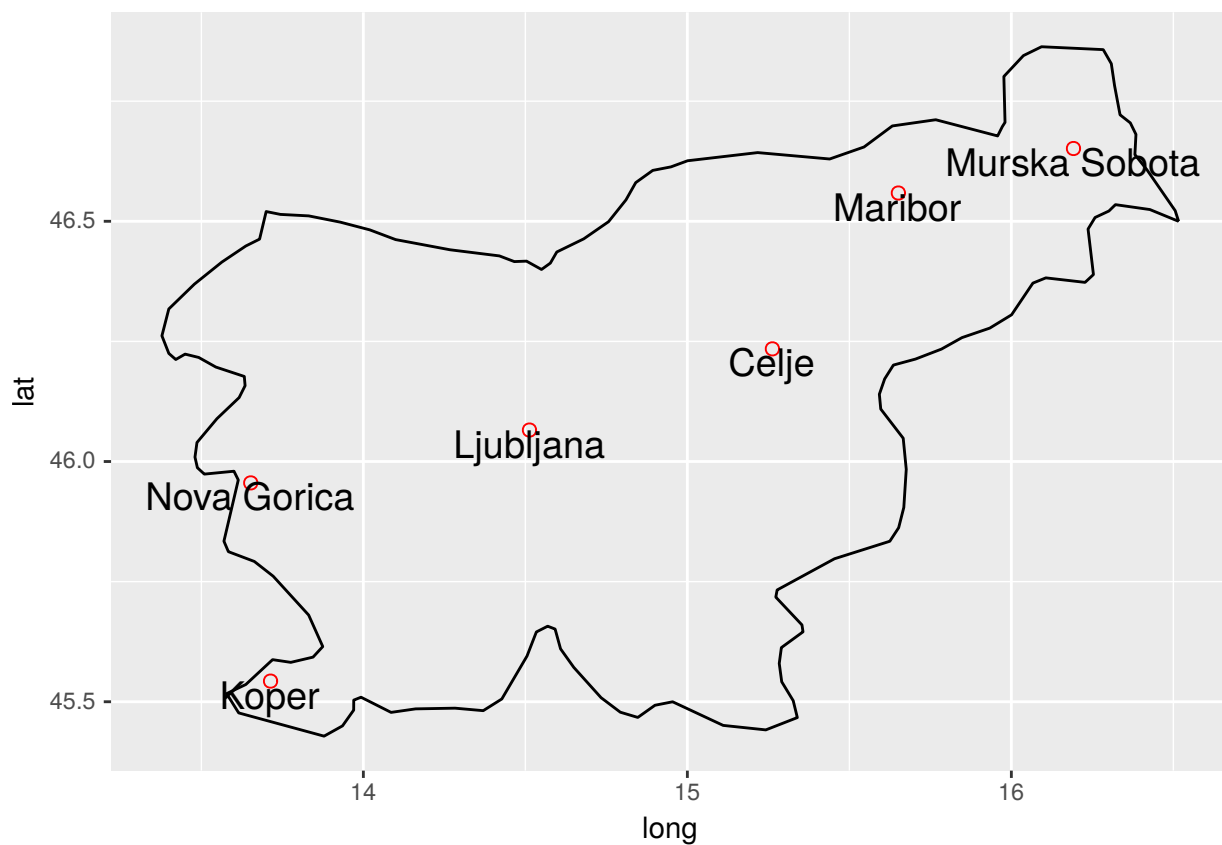 Murska Sobota
Maribor
46.5
Celje
Ljubljana
46.0
Nova Gorica
Koper
45.5
lat
14
15
16
long